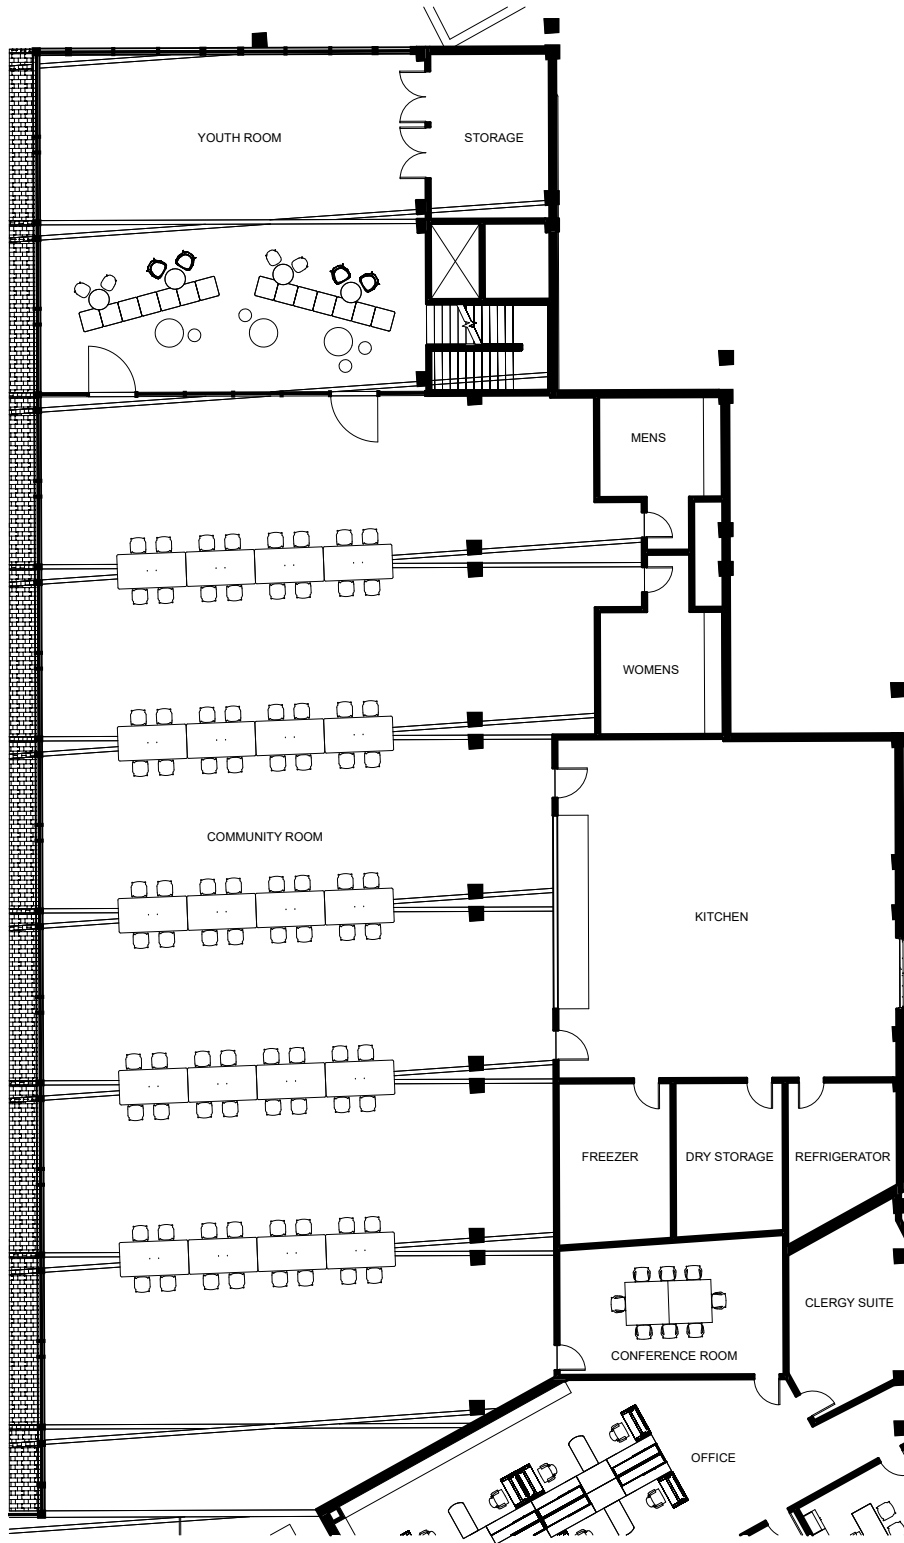 YOUTH ROOM
STORAGE
MENS
WOMENS
COMMUNITY ROOM
KITCHEN
FREEZER
DRY STORAGE
REFRIGERATOR
CLERGY SUITE
CONFERENCE ROOM
OFFICE